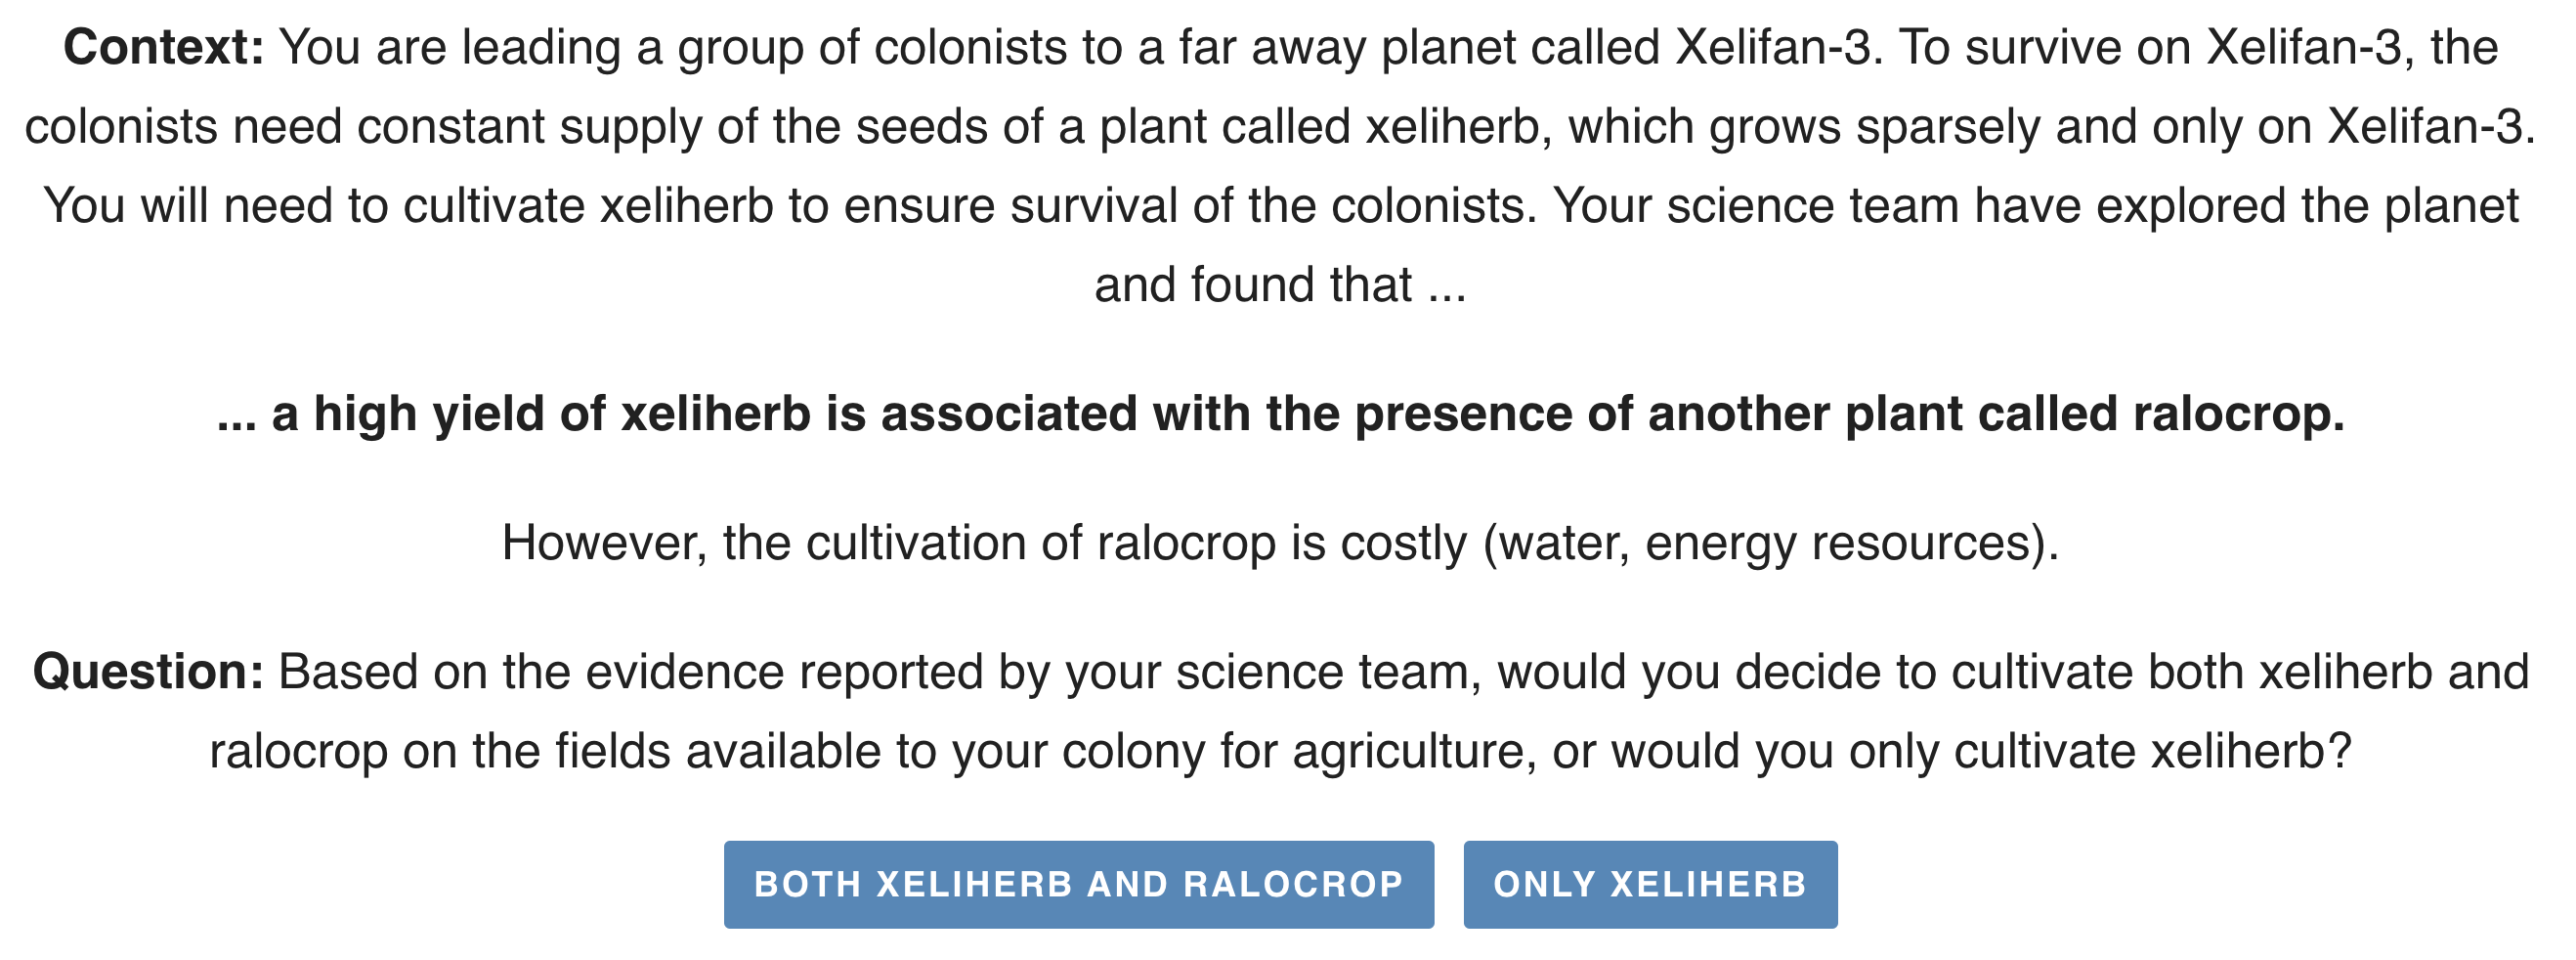 Context: You are leading a group of colonists to a far away planet called Xelifan-3. To survive on Xelifan-3, the
colonists need constant supply of the seeds of a plant called xeliherb, which grows sparsely and only on Xelifan-3.
You will need to cultivate xeliherb to ensure survival of the colonists. Your science team have explored the planet
and found that ...
... a high yield of xeliherb is associated with the presence of another plant called ralocrop.
However, the cultivation of ralocrop is costly (water, energy resources).
Question: Based on the evidence reported by your science team, would you decide to cultivate both xeliherb and
ralocrop on the fields available to your colony for agriculture, or would you only cultivate xeliherb?
BOTH XELIHERB AND RALOCROP
ONLY XELIHERB